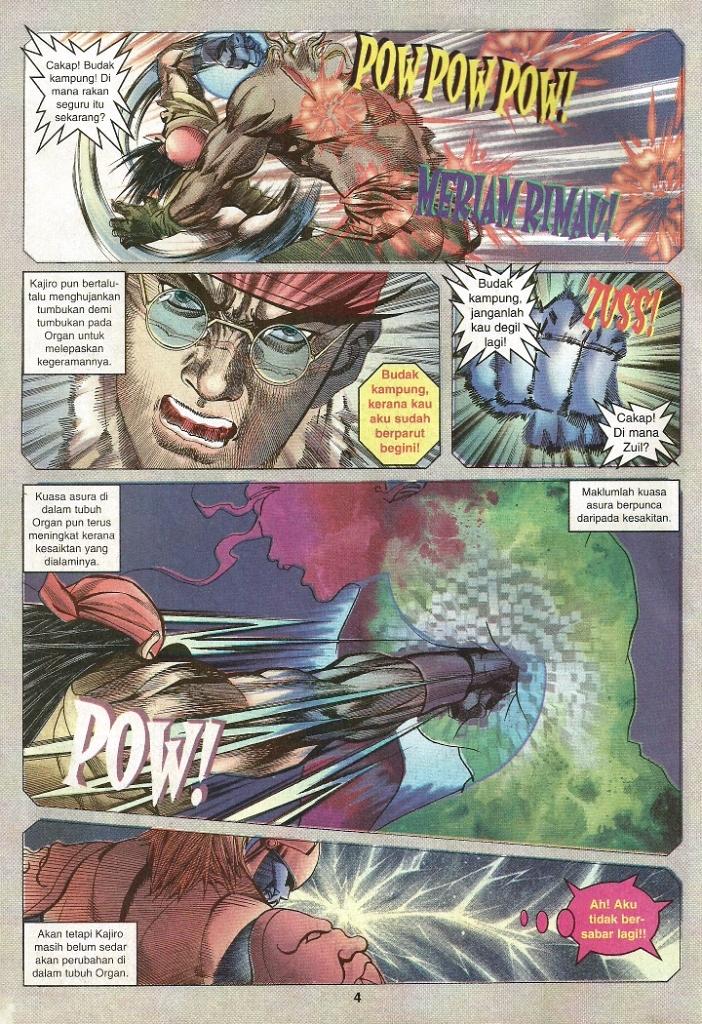 Cakap! Budak
kampung! Di
mana rakan
seguru itu
sekarang?
POW POW POW!
MERIAM RIMAU!
Kajiro pun bertalu-
talu menghujankan
tumbukan demi
tumbukan pada
Organ untuk
melepaskan
kegeramannya.
Budak
kampung,
kerana kau
aku sudah
berparut
begini!
Budak
kampung,
janganlah
kau degil
lagi!
ZUSS!
Cakap!
Di mana
Zuil?
Kuasa asura di
dalam tubuh
Organ pun terus
meningkat kerana
kesaiktan yang
dialaminya.
Maklumlah kuasa
asura berpunca
daripada kesakitan.
POW!
Akan tetapi Kajiro
masih belum sedar
akan perubahan di
dalam tubuh Organ.
Ah! Aku
tidak ber-
sabar lagi!!
4